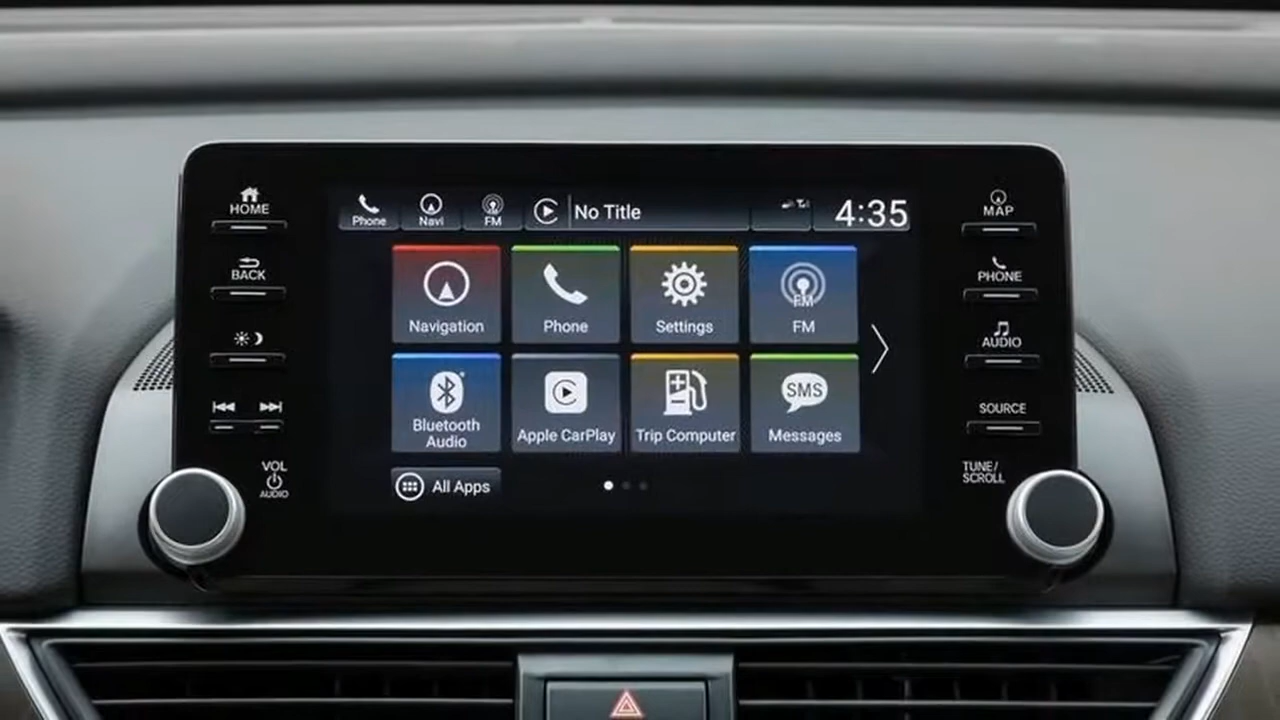 HOME
BACK
VOL
AUDIO
Phone
Navi
FM
No Title
4:35
Navigation
Phone
Settings
FM
FM
Bluetooth
Audio
Apple CarPlay
Trip Computer
SMS
Messages
All Apps
MAP
PHONE
AUDIO
SOURCE
TUNE/
SCROLL